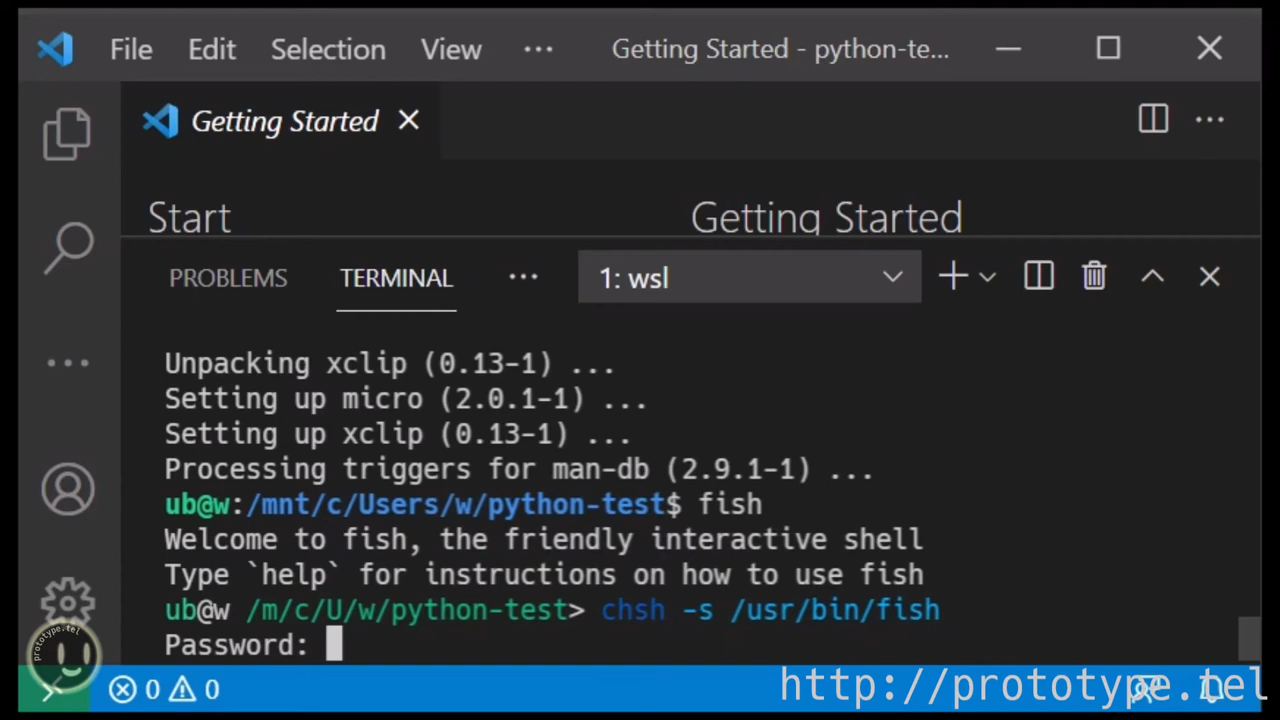 File Edit Selection View ··· Getting Started - python-te...
Getting Started
Start Getting Started
PROBLEMS TERMINAL ··· 1: wsl
Unpacking xclip (0.13-1) ...
Setting up micro (2.0.1-1) ...
Setting up xclip (0.13-1) ...
Processing triggers for man-db (2.9.1-1) ...
ub@w:/mnt/c/Users/w/python-test$ fish
Welcome to fish, the friendly interactive shell
Type `help` for instructions on how to use fish
ub@w /m/c/U/w/python-test> chsh -s /usr/bin/fish
Password:
prototype.tel
0 0
http://prototype.tel